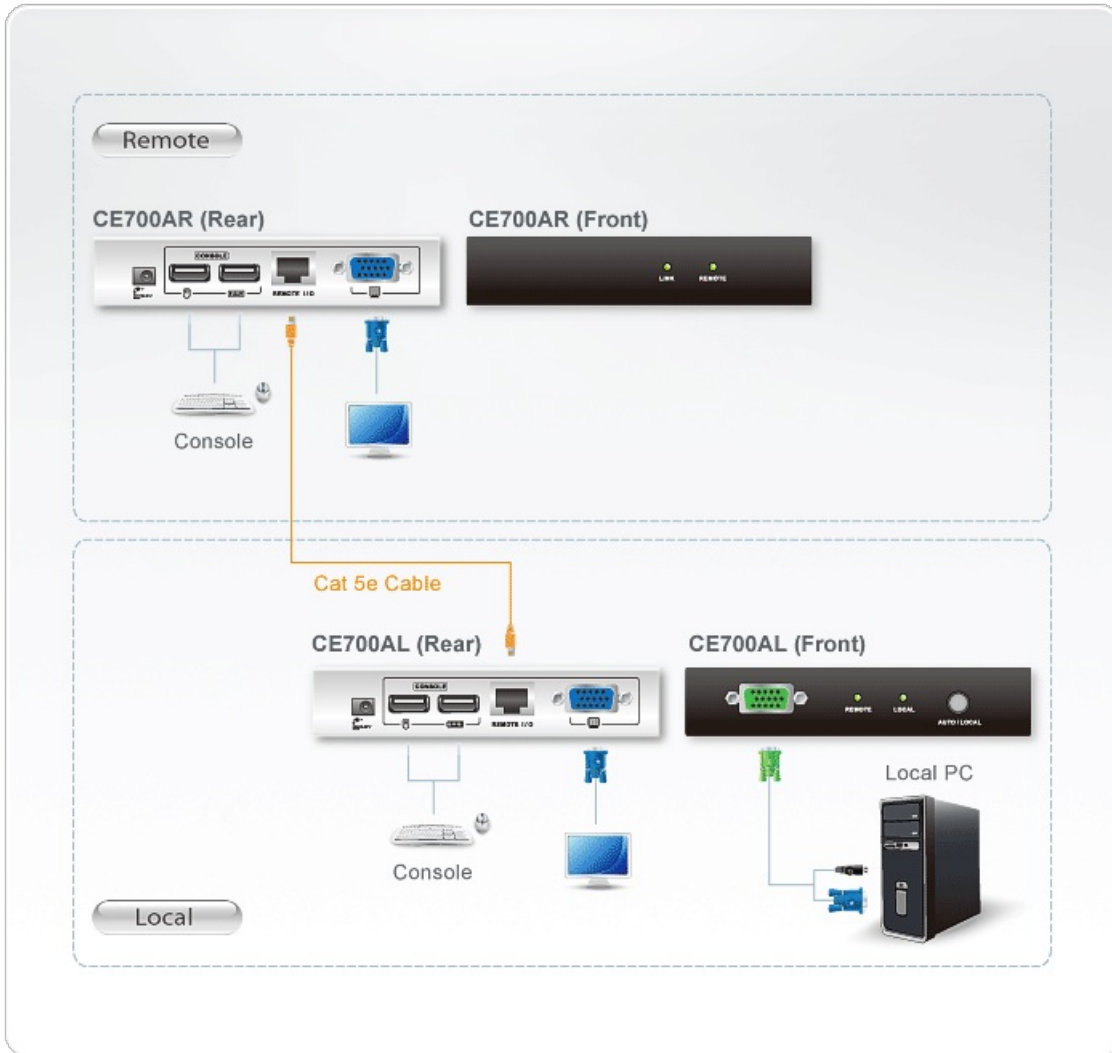 Remote
CE700AR (Rear)
CE700AR (Front)
CONSOLE
REMOTE I/O
LINK
REMOTE
Console
Cat 5e Cable
CE700AL (Rear)
CE700AL (Front)
CONSOLE
REMOTE I/O
REMOTE
LOCAL
AUTO / LOCAL
Local PC
Console
Local